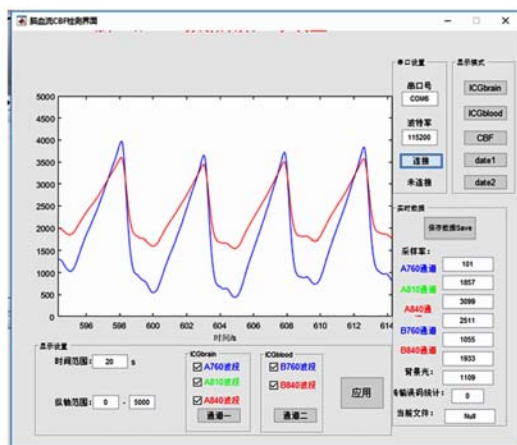 脑血流CBF检测界面
串口设置
串口号
COM6
波特率
115200
连接
未连接
显示模式
ICGbrain
ICGblood
CBF
date1
date2
5000
4500
4000
3500
3000
2500
2000
1500
1000
500
0
596
598
600
602
604
606
608
610
612
614
时间/s
实时数据
保存数据Save
采样率:
101
A760通道
1857
A810通道
3099
A840通道
2511
B760通道
1055
B840通道
1933
背景光:
1109
传输误码统计:
0
当前文件:
Null
显示设置
时间范围:
20
s
纵轴范围:
0
-
5000
ICGbrain
A760波段
A810波段
A840波段
通道一
ICGblood
B760波段
B840波段
通道二
应用